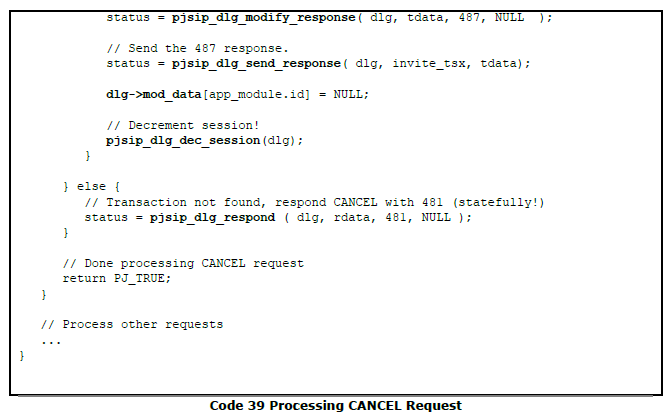 status = pjsip_dlg_modify_response( dlg, tdata, 487, NULL  );
// Send the 487 response.
status = pjsip_dlg_send_response( dlg, invite_tsx, tdata);
dlg->mod_data[app_module.id] = NULL;
// Decrement session!
pjsip_dlg_dec_session(dlg);
}
} else {
// Transaction not found, respond CANCEL with 481 (statefully!)
status = pjsip_dlg_respond ( dlg, rdata, 481, NULL );
}
// Done processing CANCEL request
return PJ_TRUE;
}
// Process other requests
...
}
Code 39 Processing CANCEL Request